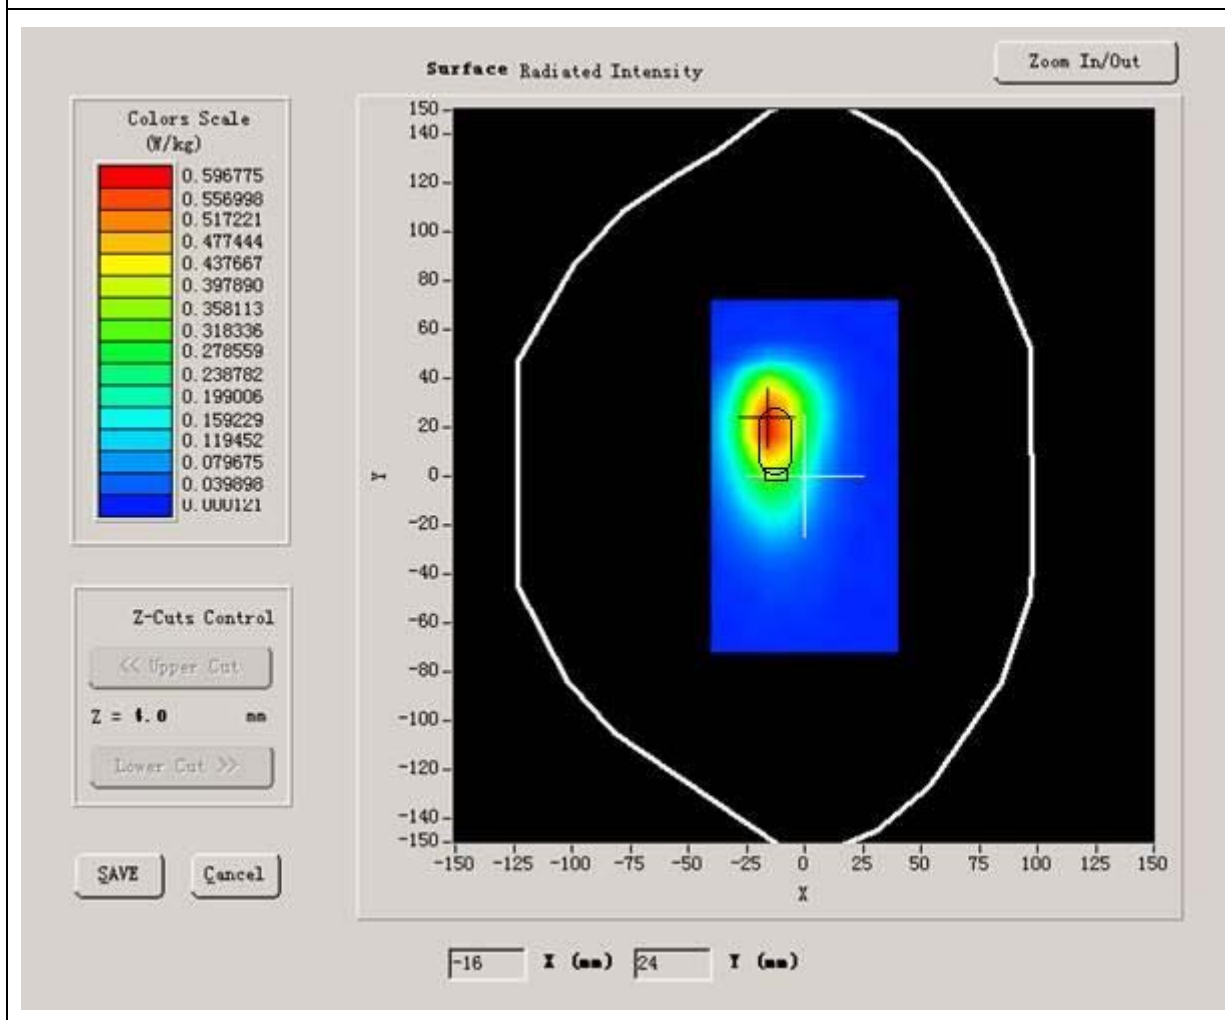 Surface Radiated Intensity
Zoom In/Out
Colors Scale
(W/kg)
0.596775
0.556998
0.517221
0.477444
0.437667
0.397890
0.358113
0.318336
0.278559
0.238782
0.199006
0.159229
0.119452
0.079675
0.039898
0.000121
Z-Cuts Control
<< Upper Cut
Z = 4.0 mm
Lower Cut >>
SAVE Cancel
150
140
120
100
80
60
40
20
0
-20
-40
-60
-80
-100
-120
-140
-150
Y
-150 -125 -100 -75 -50 -25 0 25 50 75 100 125 150
X
-16 X (mm) 24 Y (mm)